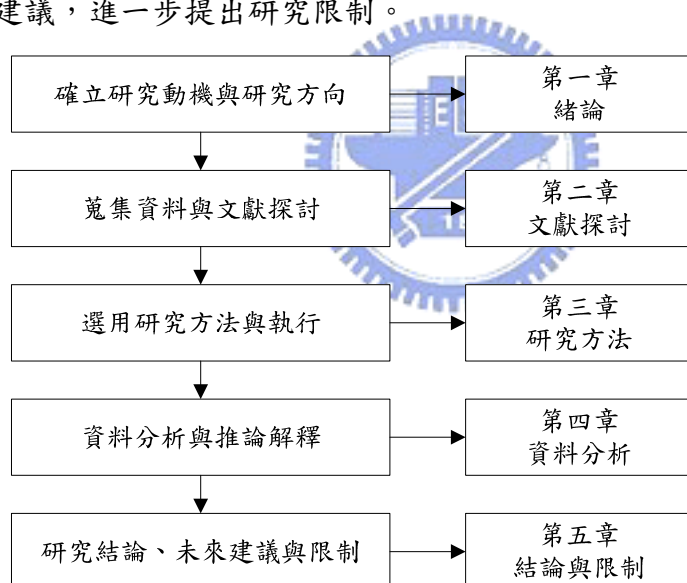 建議，進一步提出研究限制。
確立研究動機與研究方向
第一章
緒論
蒐集資料與文獻探討
第二章
文獻探討
選用研究方法與執行
第三章
研究方法
資料分析與推論解釋
第四章
資料分析
研究結論、未來建議與限制
第五章
結論與限制